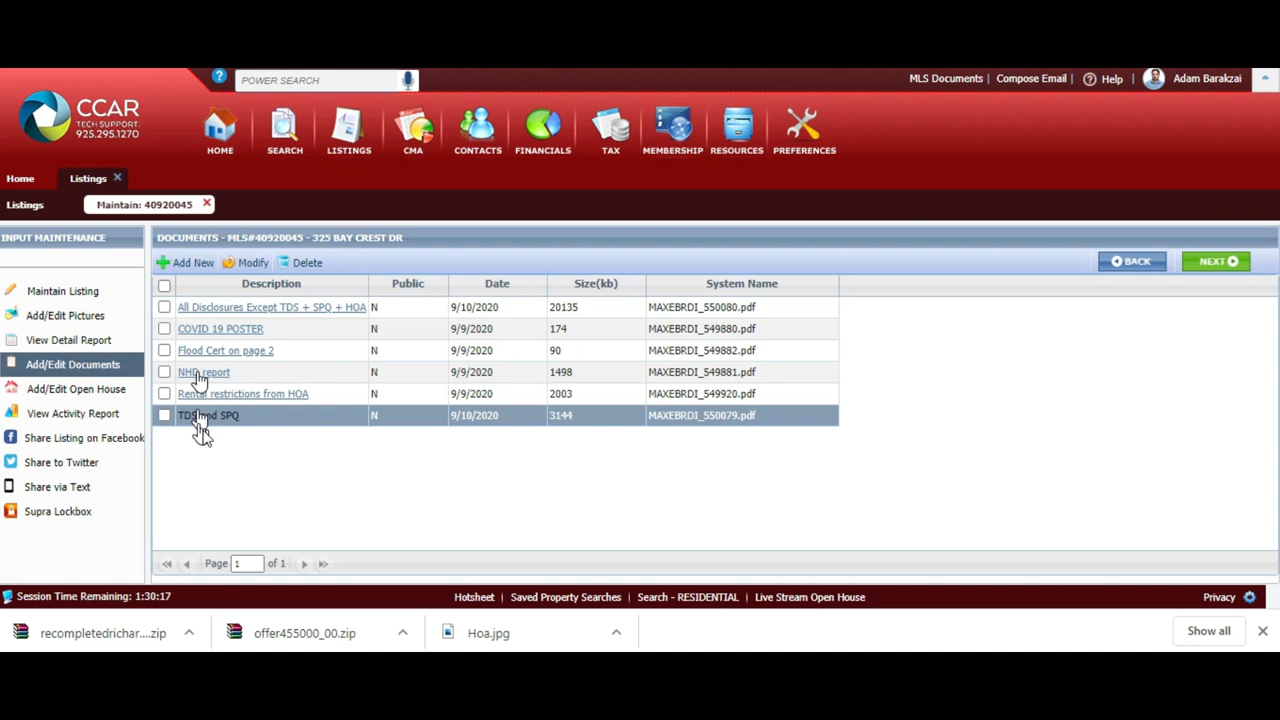 POWER SEARCH
MLS Documents | Compose Email | Help | Adam Barakzai
CCAR
TECH SUPPORT:
925.295.1270
HOME SEARCH LISTINGS CMA CONTACTS FINANCIALS TAX MEMBERSHIP RESOURCES PREFERENCES
Home Listings
Listings Maintain: 40920045
INPUT MAINTENANCE
Maintain Listing
Add/Edit Pictures
View Detail Report
Add/Edit Documents
Add/Edit Open House
View Activity Report
Share Listing on Facebook
Share to Twitter
Share via Text
Supra Lockbox
DOCUMENTS - MLS#40920045 - 325 BAY CREST DR
Add New Modify Delete BACK NEXT
Description Public Date Size(kb) System Name
All Disclosures Except TDS + SPQ + HOA N 9/10/2020 20135 MAXEBRDI_550080.pdf
COVID 19 POSTER N 9/9/2020 174 MAXEBRDI_549880.pdf
Flood Cert on page 2 N 9/9/2020 90 MAXEBRDI_549882.pdf
NHD report N 9/9/2020 1498 MAXEBRDI_549881.pdf
Rental restrictions from HOA N 9/9/2020 2003 MAXEBRDI_549920.pdf
TDS and SPQ N 9/10/2020 3144 MAXEBRDI_550079.pdf
Page 1 of 1
Session Time Remaining: 1:30:17 Hotsheet | Saved Property Searches | Search - RESIDENTIAL | Live Stream Open House Privacy
recompletedrichar....zip offer455000_00.zip Hoa.jpg Show all